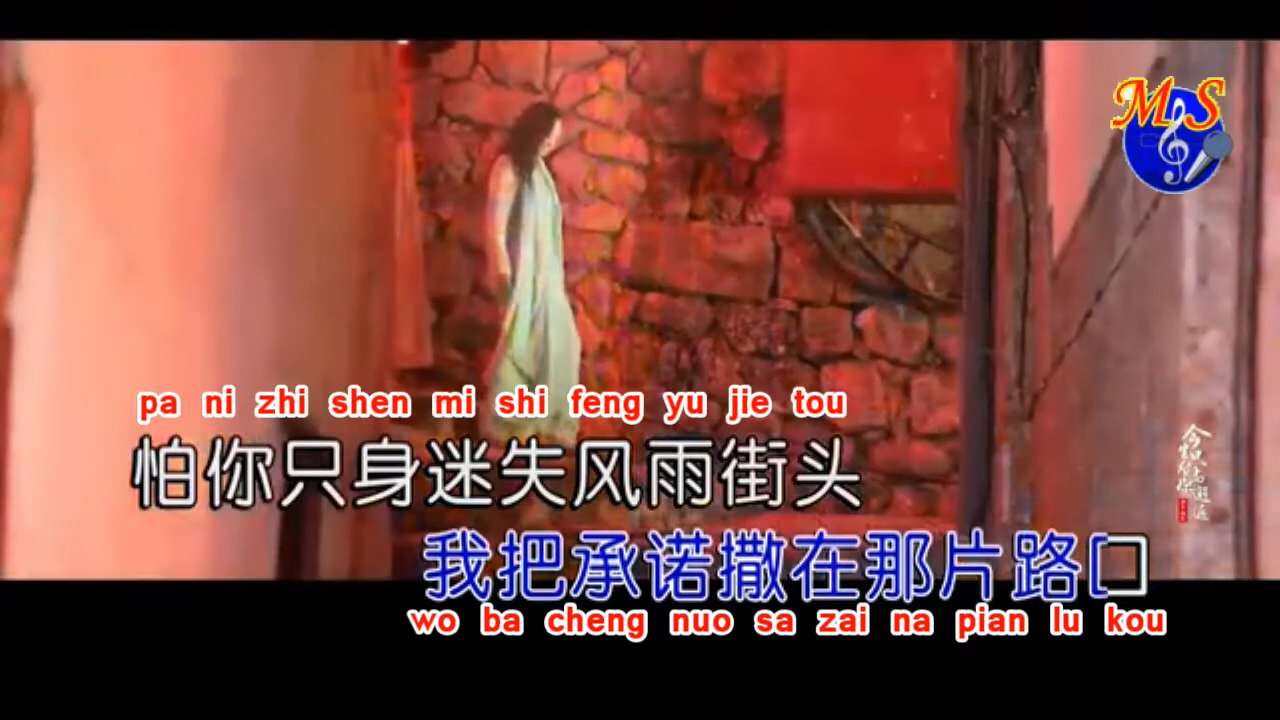 MS
pa ni zhi shen mi shi feng yu jie tou
怕你只身迷失风雨街头
我把承诺撒在那片路口
wo ba cheng nuo sa zai na pian lu kou